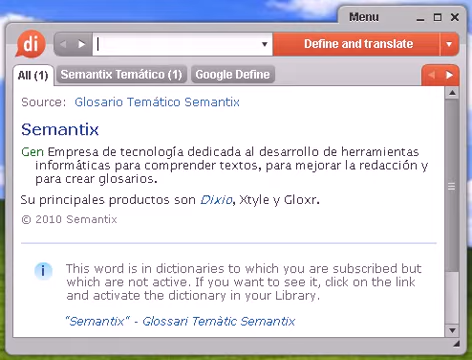 Menu
di
Define and translate
All (1)
Semantix Temático (1)
Google Define
Source: Glosario Temático Semantix
Semantix
Gen Empresa de tecnología dedicada al desarrollo de herramientas
informáticas para comprender textos, para mejorar la redacción y
para crear glosarios.
Su principales productos son Dixio, Xtyle y Gloxr.
© 2010 Semantix
i
This word is in dictionaries to which you are subscribed but
which are not active. If you want to see it, click on the link
and activate the dictionary in your Library.
"Semantix" - Glossari Temàtic Semantix